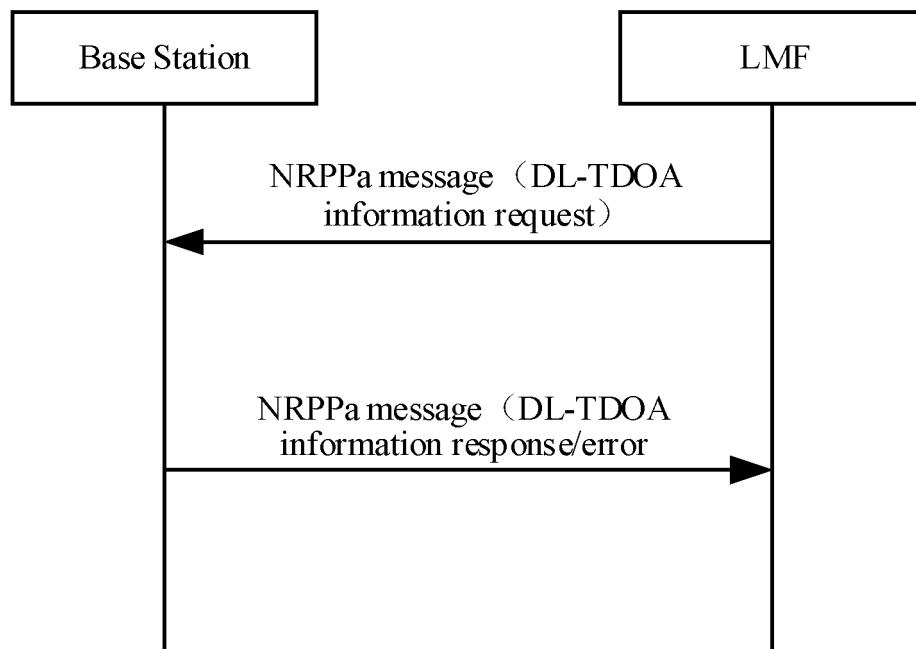 Base Station
LMF
NRPPa message（DL-TDOA
information request）
NRPPa message（DL-TDOA
information response/error